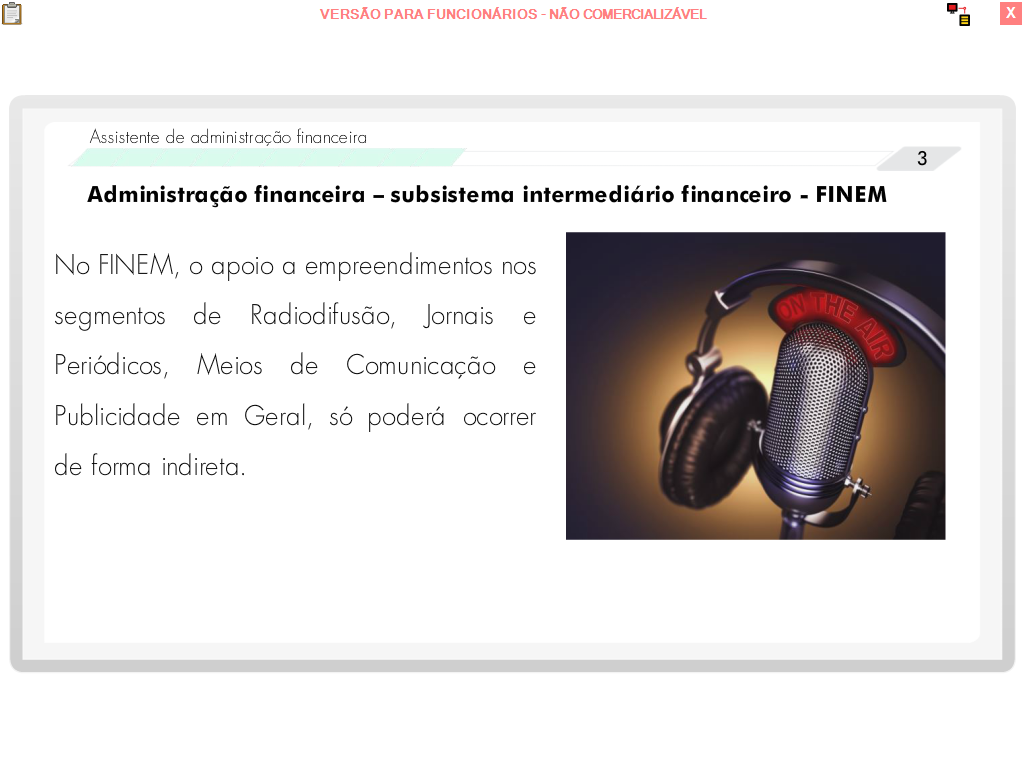 VERSÃO PARA FUNCIONÁRIOS - NÃO COMERCIALIZÁVEL
X
Assistente de administração financeira
3
Administração financeira – subsistema intermediário financeiro - FINEM
No FINEM, o apoio a empreendimentos nos
segmentos de Radiodifusão, Jornais e
Periódicos, Meios de Comunicação e
Publicidade em Geral, só poderá ocorrer
de forma indireta.
ON THE AIR